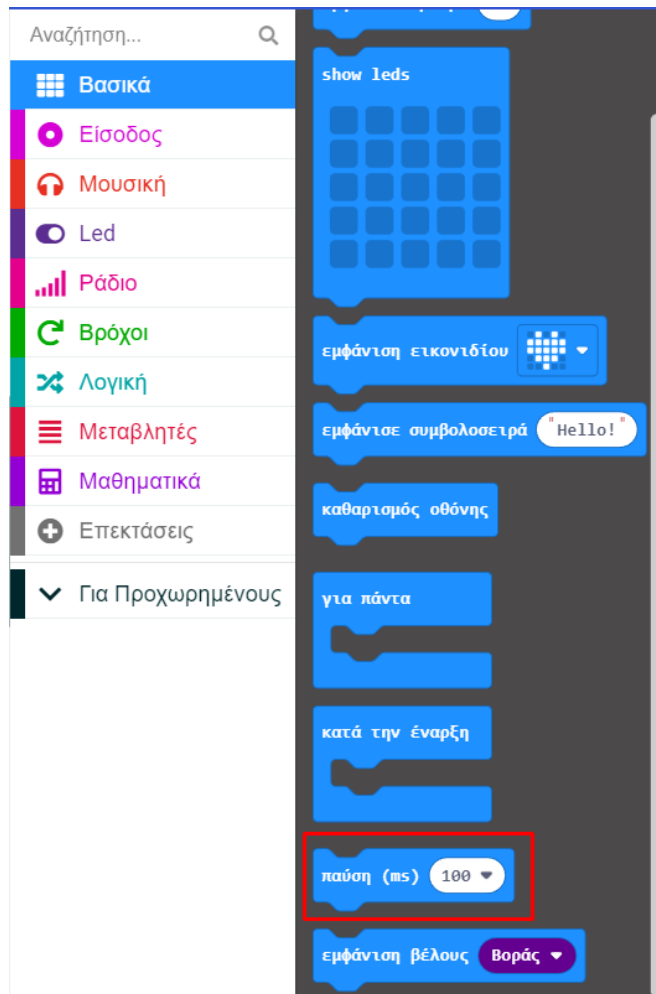 Αναζήτηση...
Βασικά
Είσοδος
Μουσική
Led
Ράδιο
Βρόχοι
Λογική
Μεταβλητές
Μαθηματικά
Επεκτάσεις
Για Προχωρημένους
show leds
εμφάνιση εικονιδίου
εμφάνισε συμβολοσειρά "Hello!"
καθαρισμός οθόνης
για πάντα
κατά την έναρξη
παύση (ms) 100
εμφάνιση βέλους Βοράς